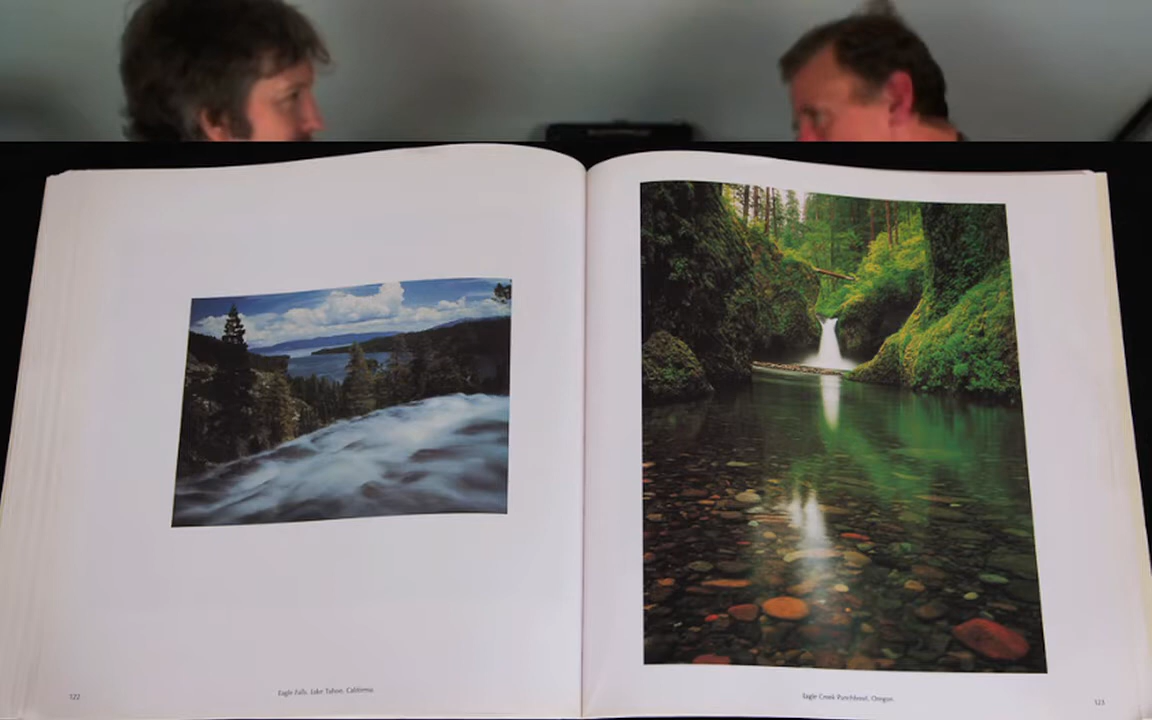 122
Eagle Falls, Lake Tahoe, California.
Eagle Creek Punchbowl, Oregon.
123